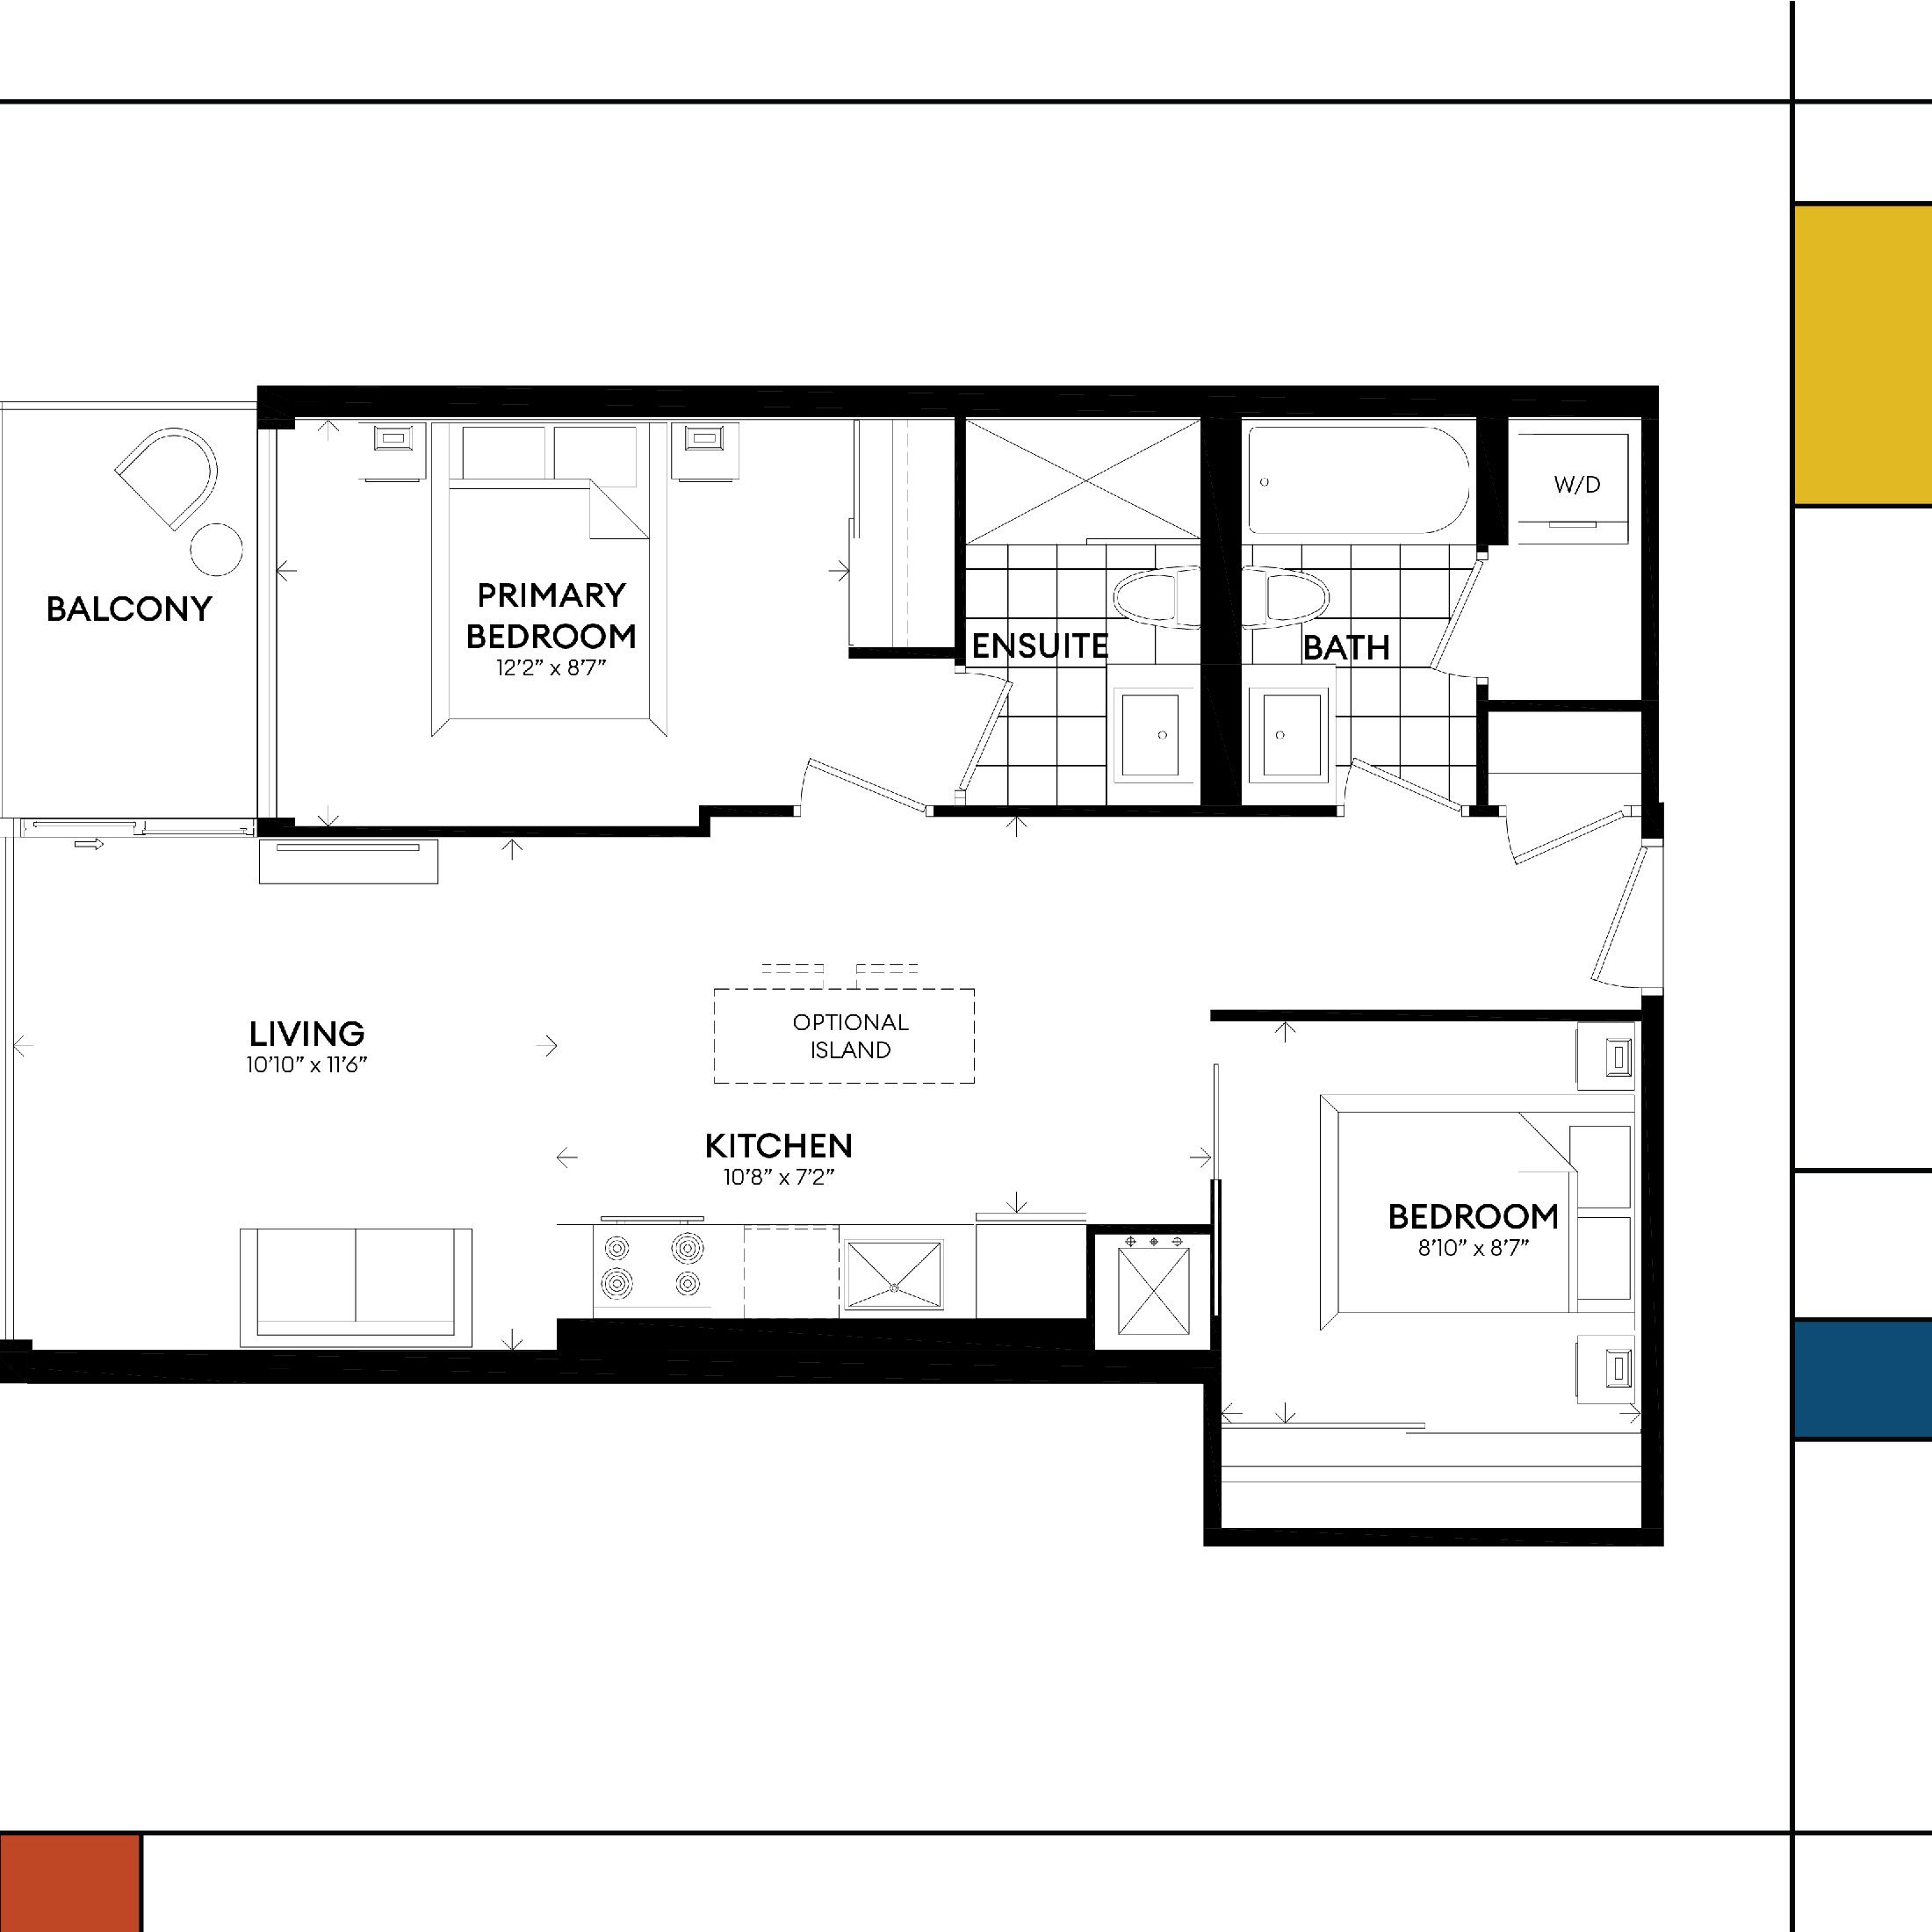 W/D
BALCONY
PRIMARY
BEDROOM
12'2" x 8'7"
ENSUITE
BATH
LIVING
10'10" x 11'6"
OPTIONAL
ISLAND
KITCHEN
10'8" x 7'2"
BEDROOM
8'10" x 8'7"